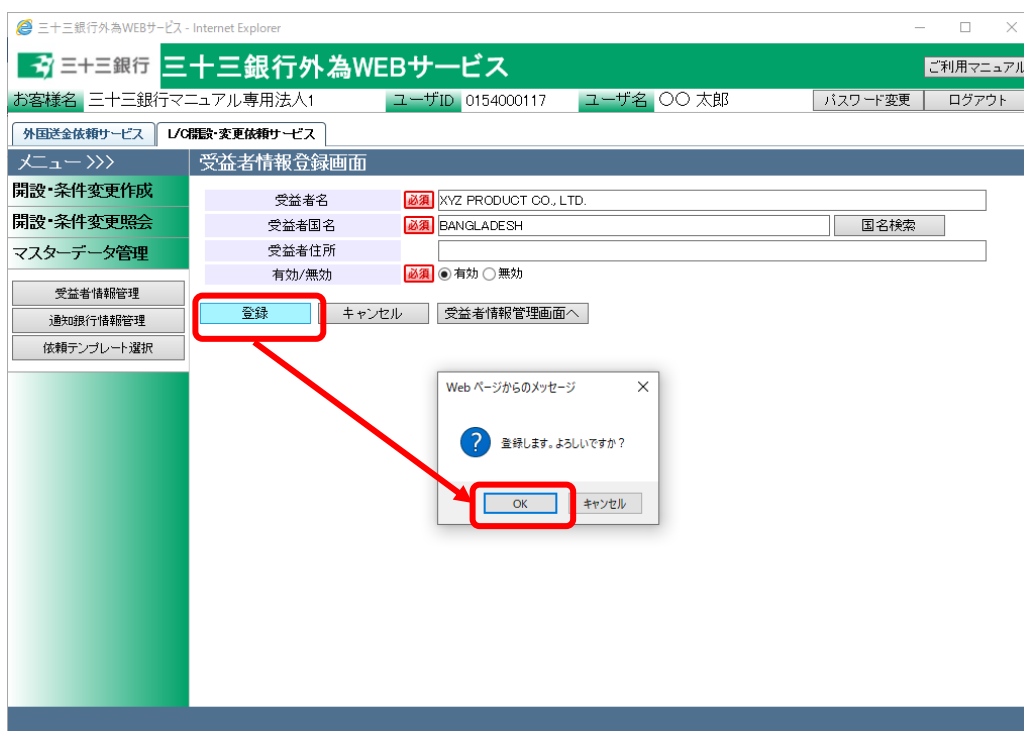 三十三銀行外為WEBサービス - Internet Explorer
三十三銀行 三十三銀行外為WEBサービス ご利用マニュアル
お客様名 三十三銀行マニュアル専用法人1 ユーザID 0154000117 ユーザ名 〇〇 太郎 パスワード変更 ログアウト
外国送金依頼サービス L/C開設・変更依頼サービス
メニュー >>> 受益者情報登録画面
開設・条件変更作成
開設・条件変更照会
マスターデータ管理
受益者情報管理
通知銀行情報管理
依頼テンプレート選択
受益者名 必須 XYZ PRODUCT CO., LTD.
受益者国名 必須 BANGLADESH 国名検索
受益者住所
有効/無効 必須 有効 無効
登録 キャンセル 受益者情報管理画面へ
Web ページからのメッセージ
? 登録します。よろしいですか？
OK キャンセル